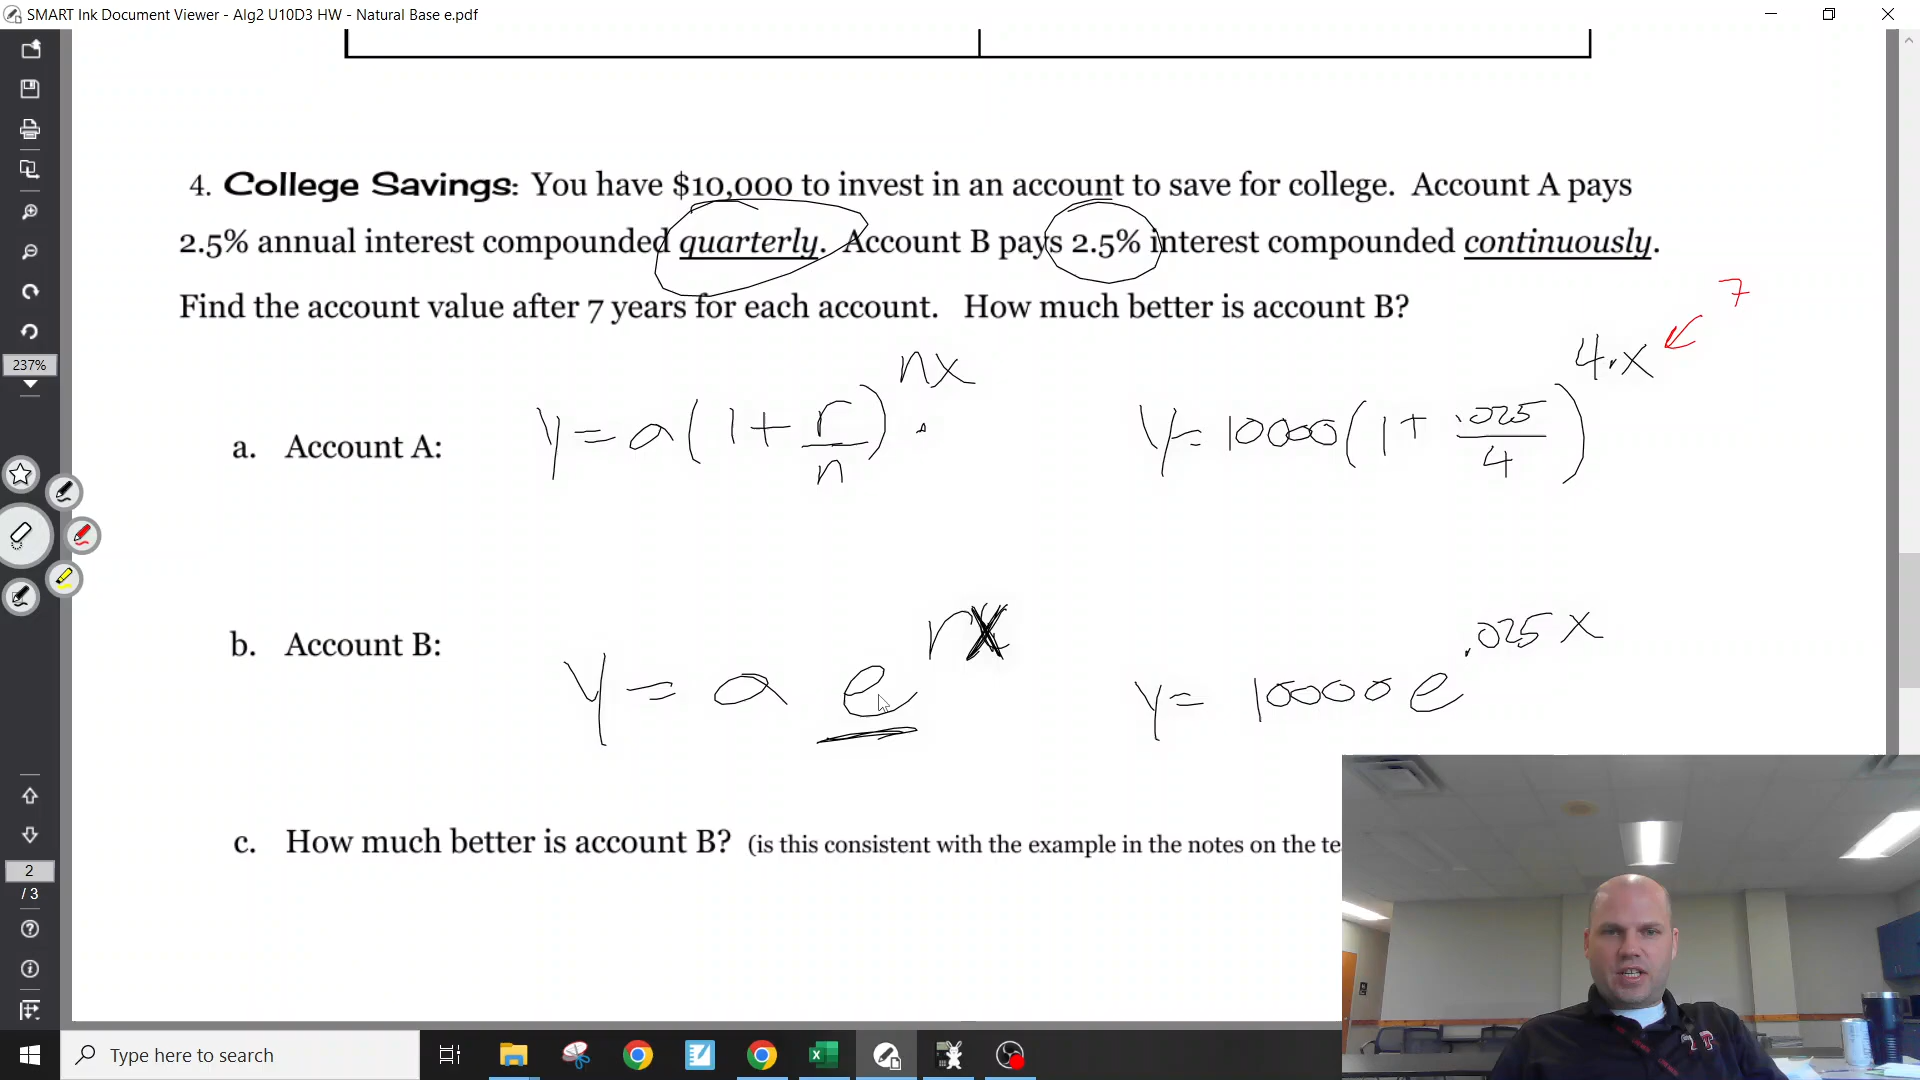 SMART Ink Document Viewer - Alg2 U10D3 HW - Natural Base e.pdf
4. College Savings: You have $10,000 to invest in an account to save for college. Account A pays
2.5% annual interest compounded quarterly. Account B pays 2.5% interest compounded continuously.
Find the account value after 7 years for each account. How much better is account B?
7
a. Account A: y = a(1 + r/n)^nx y = 10000(1 + .025/4)^4·x
b. Account B: y = a e^rx y = 10000 e^.025x
c. How much better is account B? (is this consistent with the example in the notes on the te
237%
2
/ 3
Type here to search